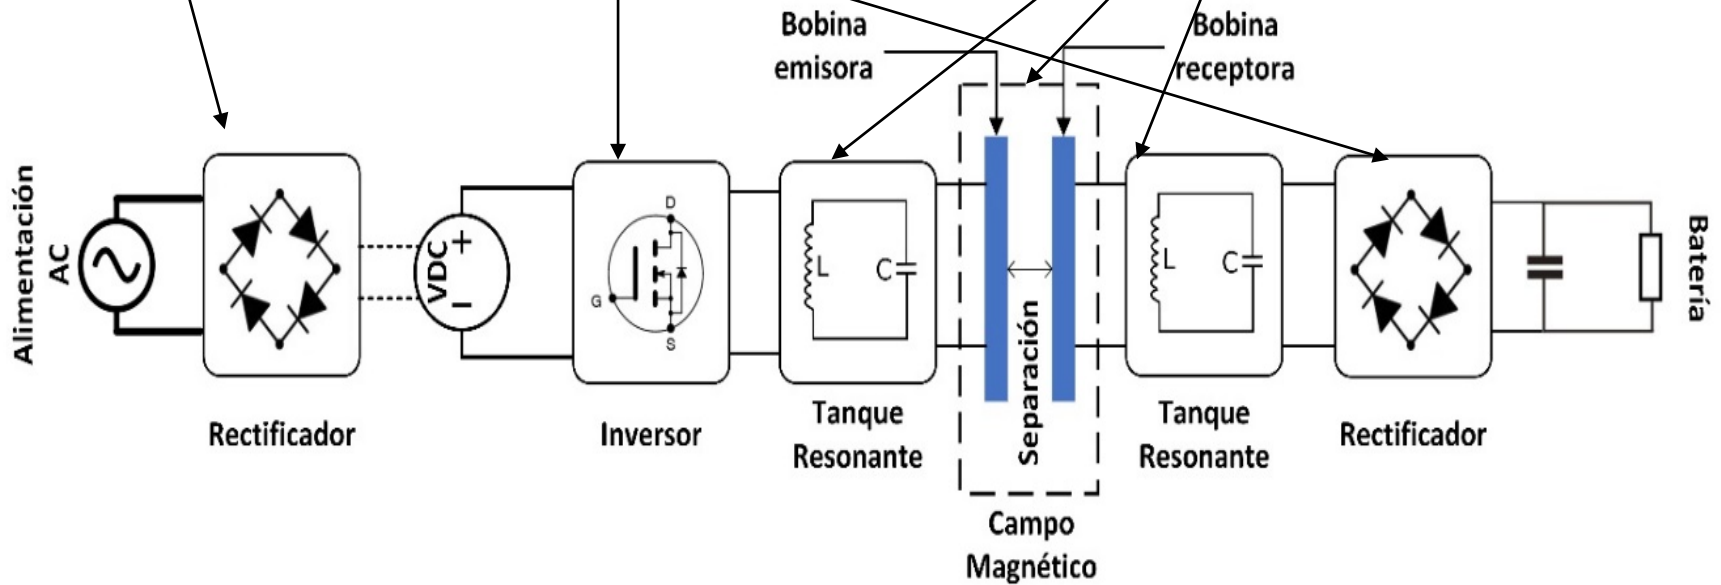 Bobina
emisora
Bobina
receptora
Alimentación
AC
VDC
+
−
D
G
S
L
C
Separación
L
C
Batería
Rectificador
Inversor
Tanque
Resonante
Tanque
Resonante
Rectificador
Campo
Magnético